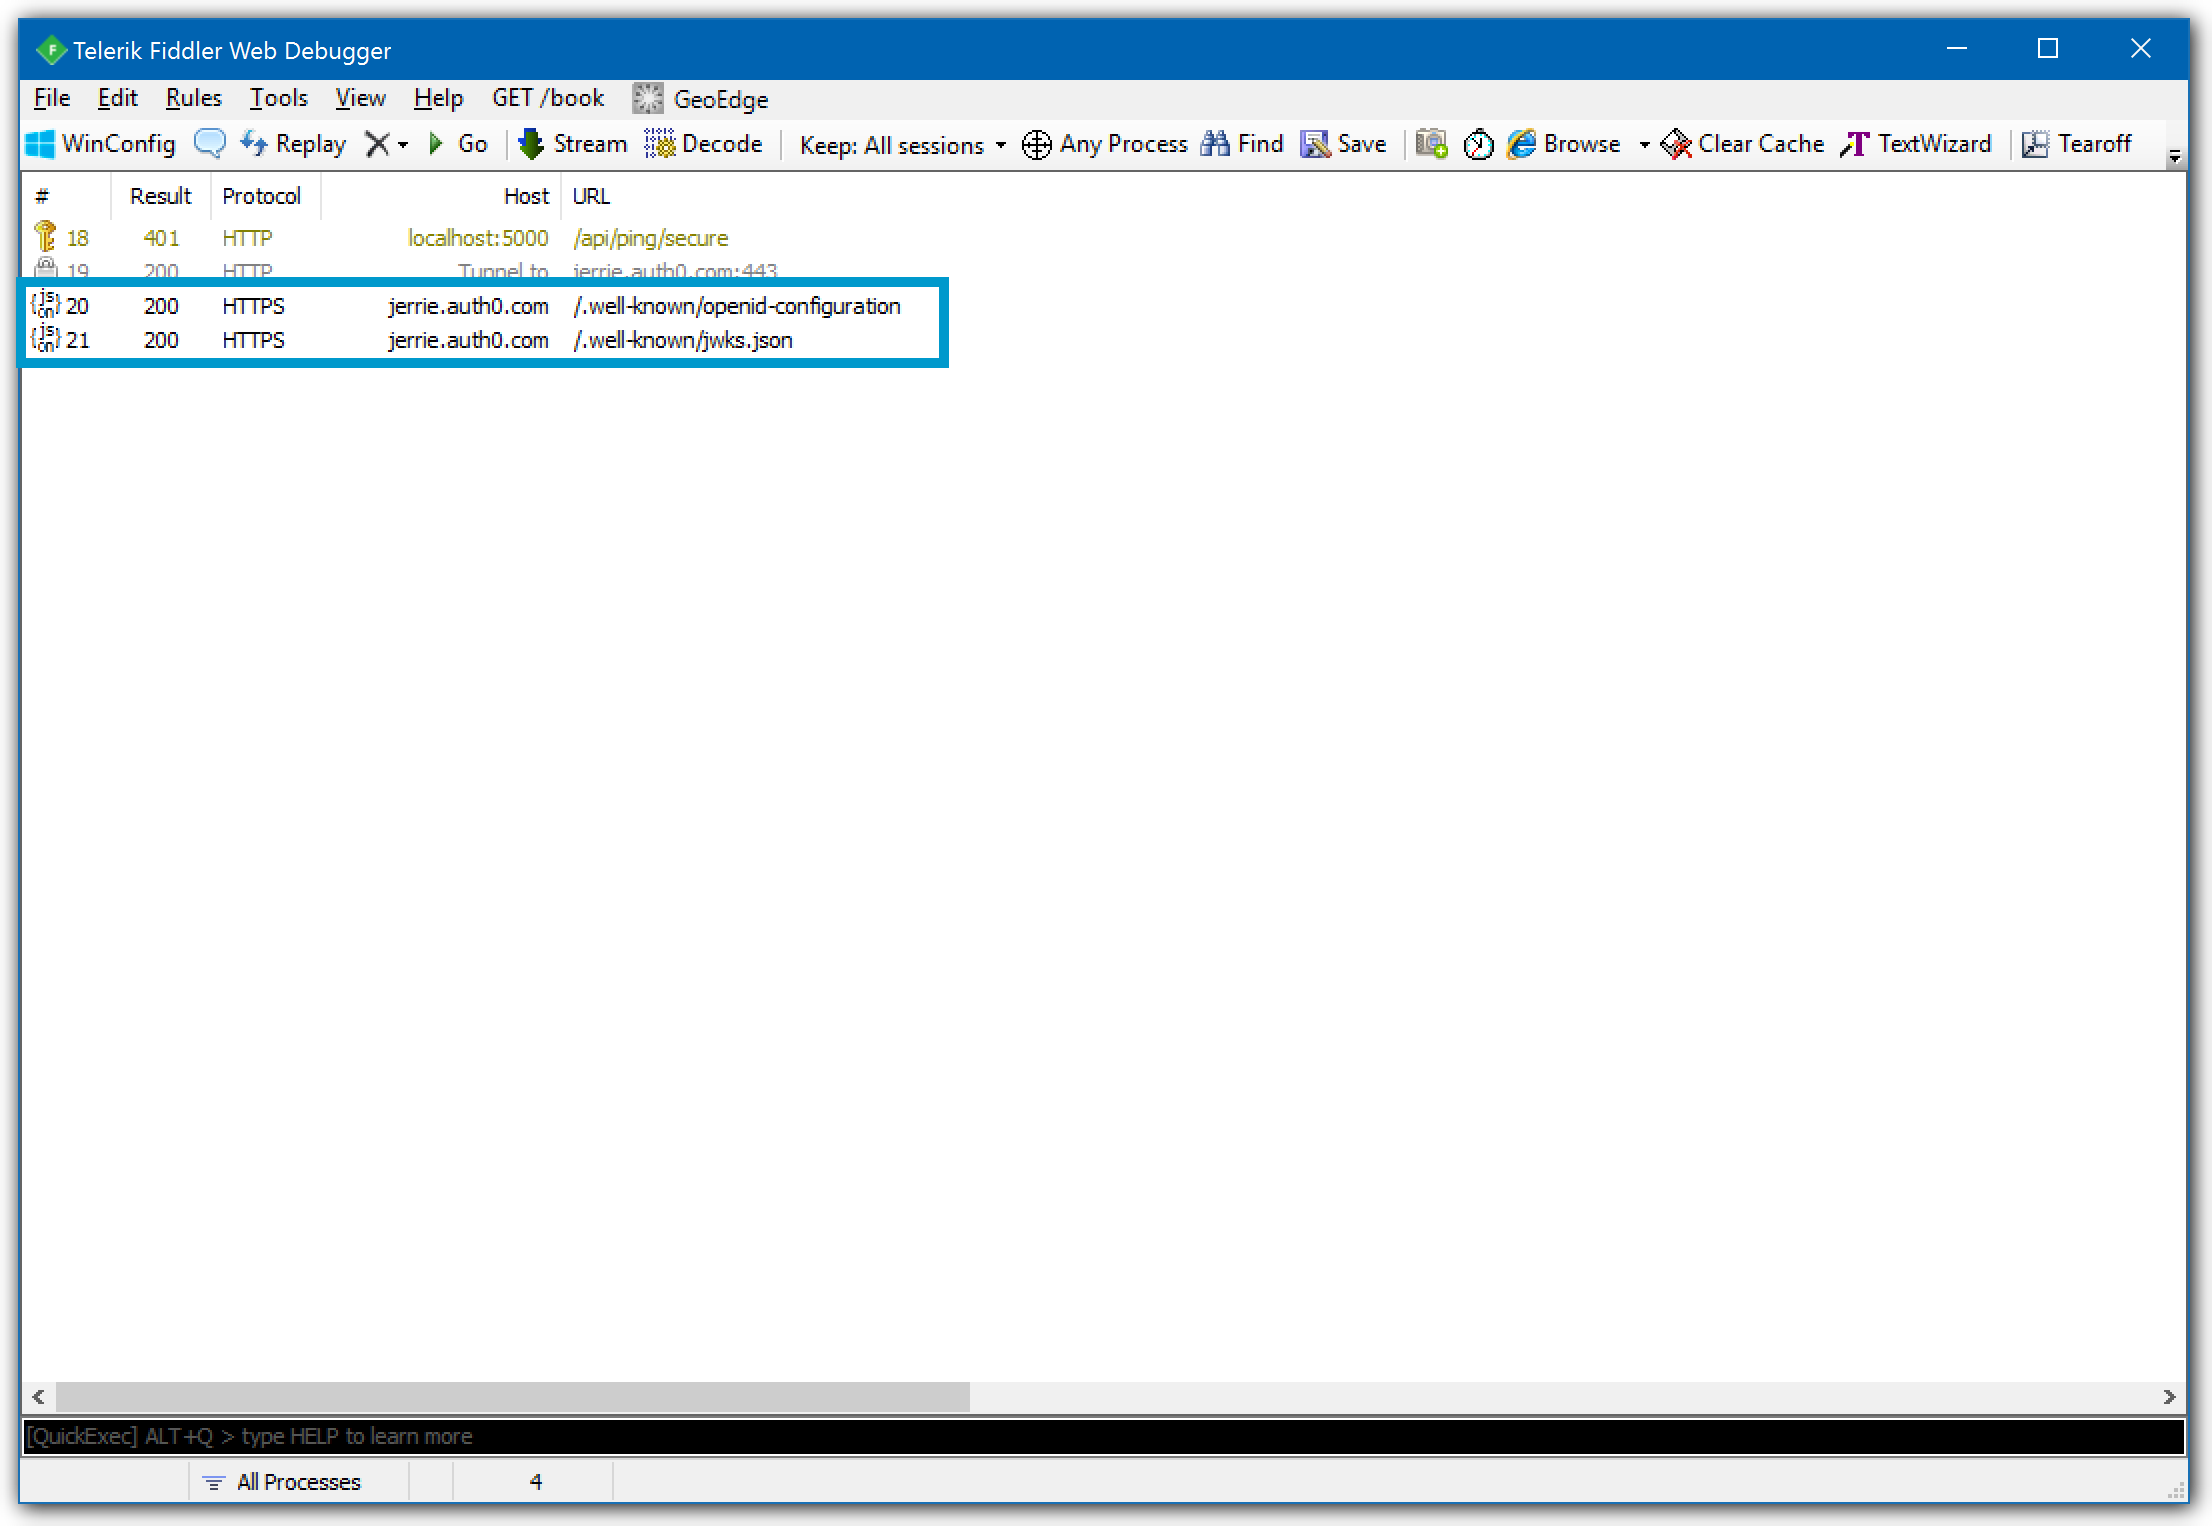 Telerik Fiddler Web Debugger
File Edit Rules Tools View Help GET /book GeoEdge
WinConfig Replay Go Stream Decode Keep: All sessions Any Process Find Save Browse Clear Cache TextWizard Tearoff
# Result Protocol Host URL
18 401 HTTP localhost:5000 /api/ping/secure
19 200 HTTP Tunnel to jerrie.auth0.com:443
{js on} 20 200 HTTPS jerrie.auth0.com /.well-known/openid-configuration
{js on} 21 200 HTTPS jerrie.auth0.com /.well-known/jwks.json
[QuickExec] ALT+Q > type HELP to learn more
All Processes 4